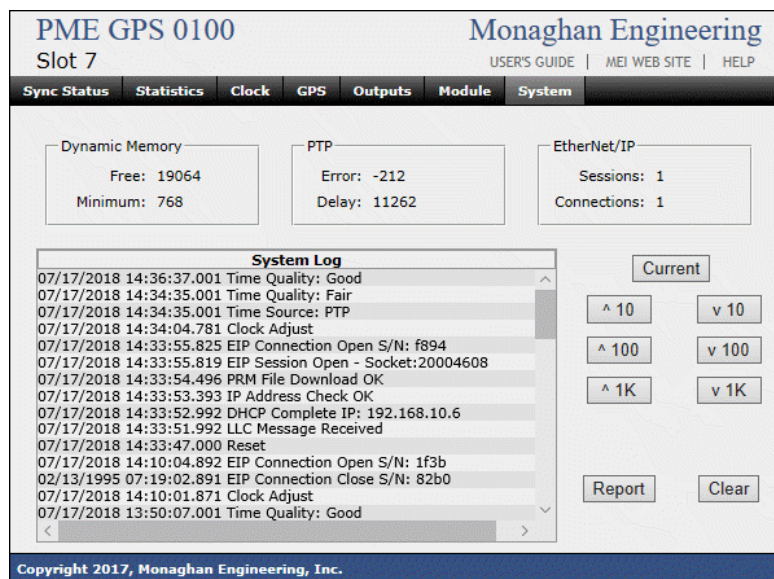 PME GPS 0100
Monaghan Engineering
Slot 7
USER'S GUIDE | MEI WEB SITE | HELP
Sync Status Statistics Clock GPS Outputs Module System
Dynamic Memory
Free: 19064
Minimum: 768
PTP
Error: -212
Delay: 11262
EtherNet/IP
Sessions: 1
Connections: 1
System Log
07/17/2018 14:36:37.001 Time Quality: Good
07/17/2018 14:34:35.001 Time Quality: Fair
07/17/2018 14:34:35.001 Time Source: PTP
07/17/2018 14:34:04.781 Clock Adjust
07/17/2018 14:33:55.825 EIP Connection Open S/N: f894
07/17/2018 14:33:55.819 EIP Session Open - Socket:20004608
07/17/2018 14:33:54.496 PRM File Download OK
07/17/2018 14:33:53.393 IP Address Check OK
07/17/2018 14:33:52.992 DHCP Complete IP: 192.168.10.6
07/17/2018 14:33:51.992 LLC Message Received
07/17/2018 14:33:47.000 Reset
07/17/2018 14:10:04.892 EIP Connection Open S/N: 1f3b
02/13/1995 07:19:02.891 EIP Connection Close S/N: 82b0
07/17/2018 14:10:01.871 Clock Adjust
07/17/2018 13:50:07.001 Time Quality: Good
Current
^ 10 v 10
^ 100 v 100
^ 1K v 1K
Report Clear
Copyright 2017, Monaghan Engineering, Inc.